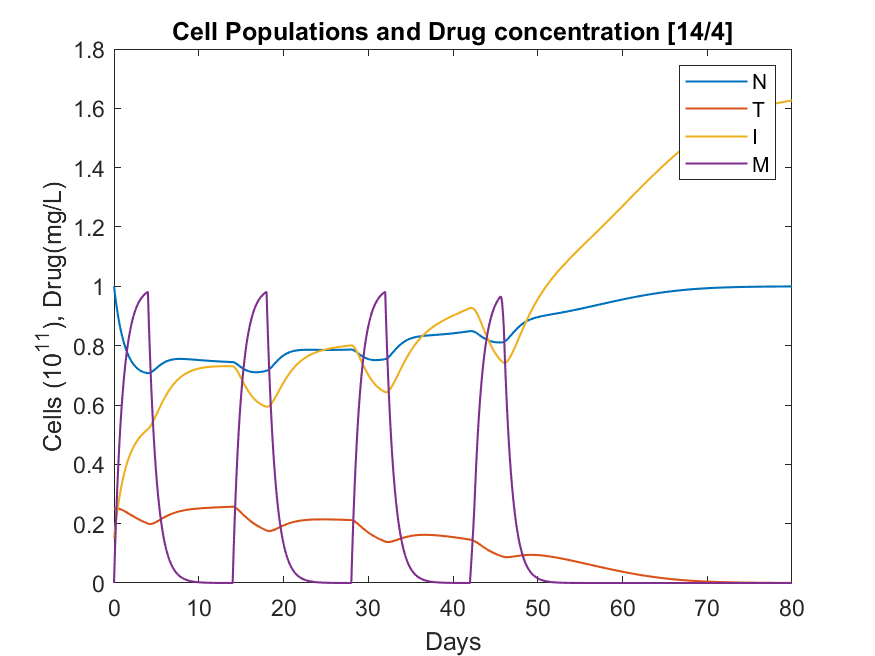 Cell Populations and Drug concentration [14/4]
Cells (10^11), Drug(mg/L)
1.8
1.6
1.4
1.2
1
0.8
0.6
0.4
0.2
0
N
T
I
M
0 10 20 30 40 50 60 70 80
Days